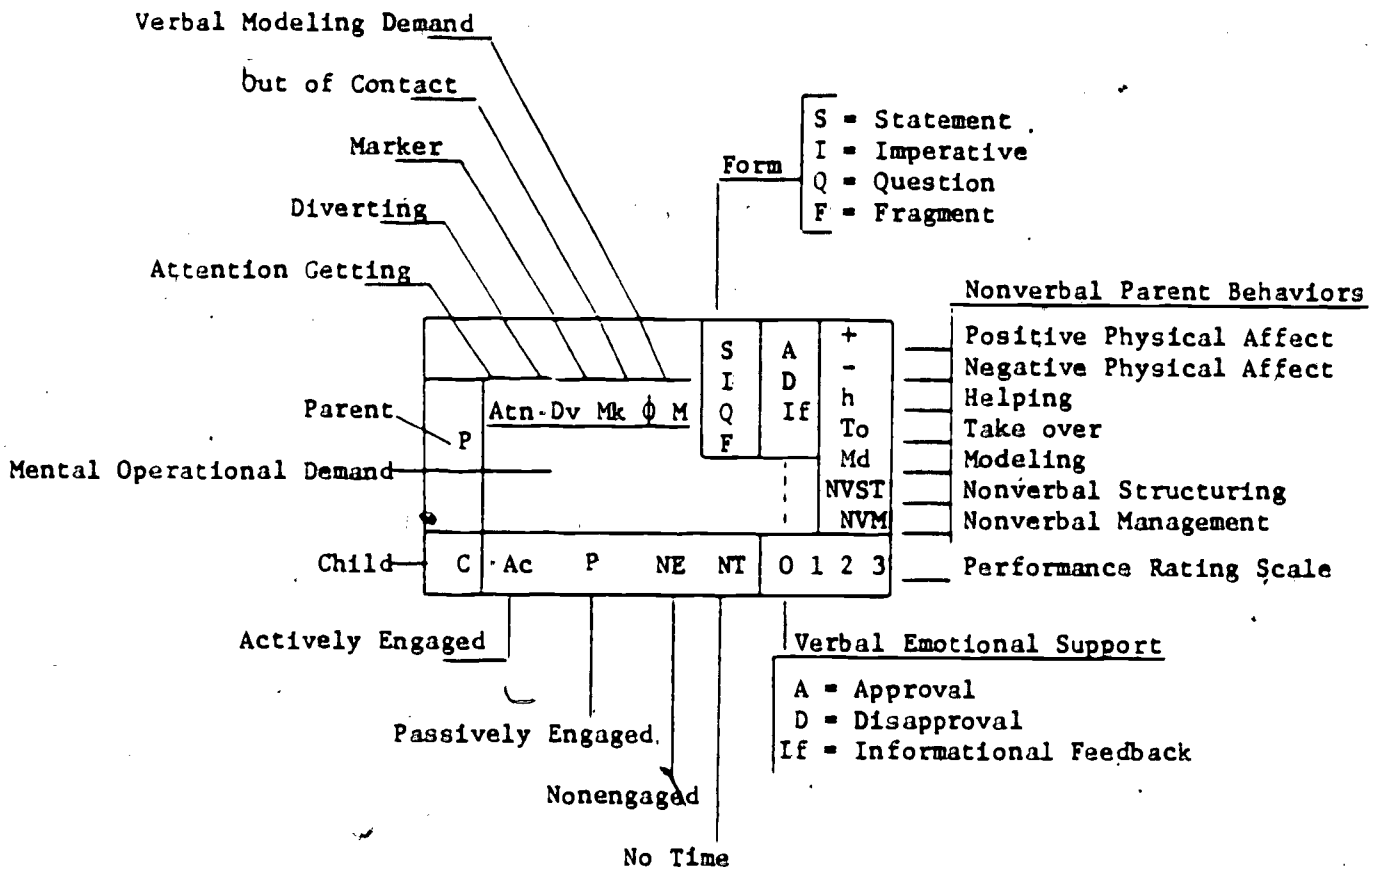 Verbal Modeling Demand
Out of Contact
Marker
Diverting
Attention Getting
Form
S = Statement
I = Imperative
Q = Question
F = Fragment
Nonverbal Parent Behaviors
Positive Physical Affect
Negative Physical Affect
Helping
Take over
Modeling
Nonverbal Structuring
Nonverbal Management
Performance Rating Scale
Parent
Mental Operational Demand
Child
P
Atn Dv Mk ϕ M
S
I
Q
F
A
D
If
+
-
h
To
Md
NVST
NVM
C Ac P NE NT 0 1 2 3
Actively Engaged
Passively Engaged
Nonengaged
No Time
Verbal Emotional Support
A = Approval
D = Disapproval
If = Informational Feedback